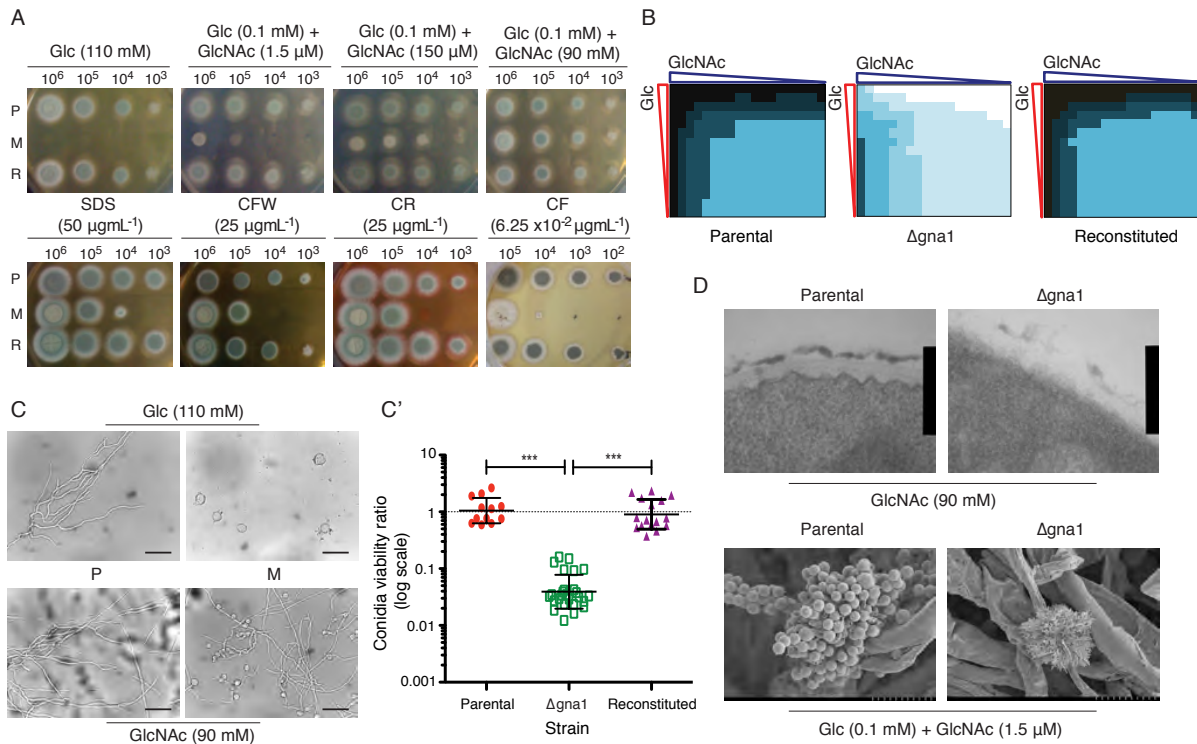 A
Glc (110 mM)
Glc (0.1 mM) +
GlcNAc (1.5 µM)
Glc (0.1 mM) +
GlcNAc (150 µM)
Glc (0.1 mM) +
GlcNAc (90 mM)
10⁶ 10⁵ 10⁴ 10³
10⁶ 10⁵ 10⁴ 10³
10⁶ 10⁵ 10⁴ 10³
10⁶ 10⁵ 10⁴ 10³
P
M
R
SDS
(50 µgmL⁻¹)
CFW
(25 µgmL⁻¹)
CR
(25 µgmL⁻¹)
CF
(6.25 x10⁻² µgmL⁻¹)
10⁶ 10⁵ 10⁴ 10³
10⁶ 10⁵ 10⁴ 10³
10⁶ 10⁵ 10⁴ 10³
10⁵ 10⁴ 10³ 10²
P
M
R
B
GlcNAc
Glc
Parental
GlcNAc
Glc
Δgna1
GlcNAc
Glc
Reconstituted
C
Glc (110 mM)
P
M
GlcNAc (90 mM)
C'
Conidia viability ratio
(log scale)
10
1
0.1
0.01
0.001
***
***
Parental
Δgna1
Reconstituted
Strain
D
Parental
Δgna1
GlcNAc (90 mM)
Parental
Δgna1
Glc (0.1 mM) + GlcNAc (1.5 µM)